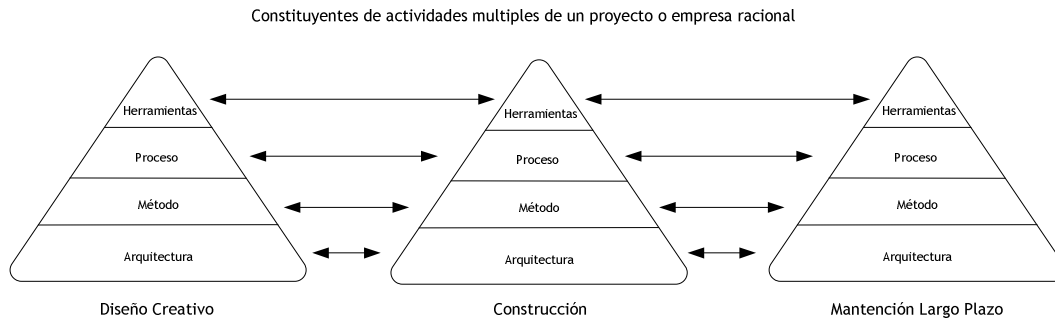 Constituyentes de actividades multiples de un proyecto o empresa racional
Herramientas
Proceso
Método
Arquitectura
Diseño Creativo
Herramientas
Proceso
Método
Arquitectura
Construcción
Herramientas
Proceso
Método
Arquitectura
Mantención Largo Plazo